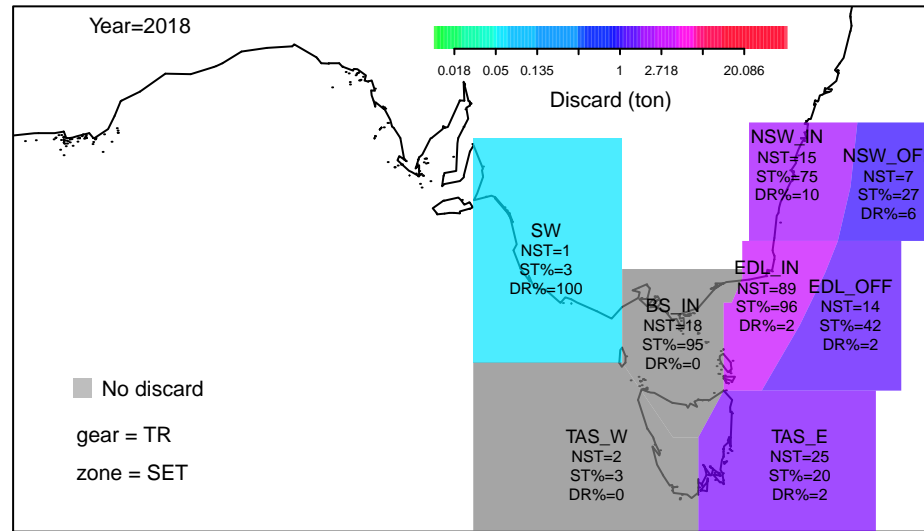 Year=2018
0.018 0.05 0.135 1 2.718 20.086
Discard (ton)
NSW_IN
NST=15
ST%=75
DR%=10
NSW_OF
NST=7
ST%=27
DR%=6
SW
NST=1
ST%=3
DR%=100
EDL_IN
NST=89
ST%=96
DR%=2
EDL_OFF
NST=14
ST%=42
DR%=2
BS_IN
NST=18
ST%=95
DR%=0
No discard
gear = TR
zone = SET
TAS_W
NST=2
ST%=3
DR%=0
TAS_E
NST=25
ST%=20
DR%=2